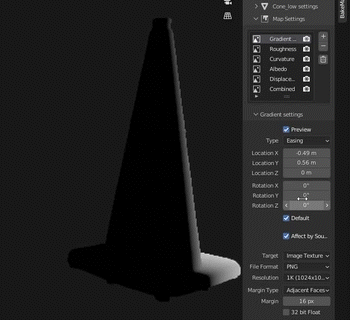 BakeMa
Cone_low settings
Map Settings
Gradient ...
Roughness
Curvature
Albedo
Displace...
Combined
Gradient settings
Preview
Type Easing
Location X -0.49 m
Location Y 0.56 m
Location Z 0 m
Rotation X 0°
Rotation Y 0°
Rotation Z 0°
Default
Affect by Sou...
Target Image Texture
File Format PNG
Resolution 1K (1024x10...
Margin Type Adjacent Faces
Margin 16 px
32 bit Float